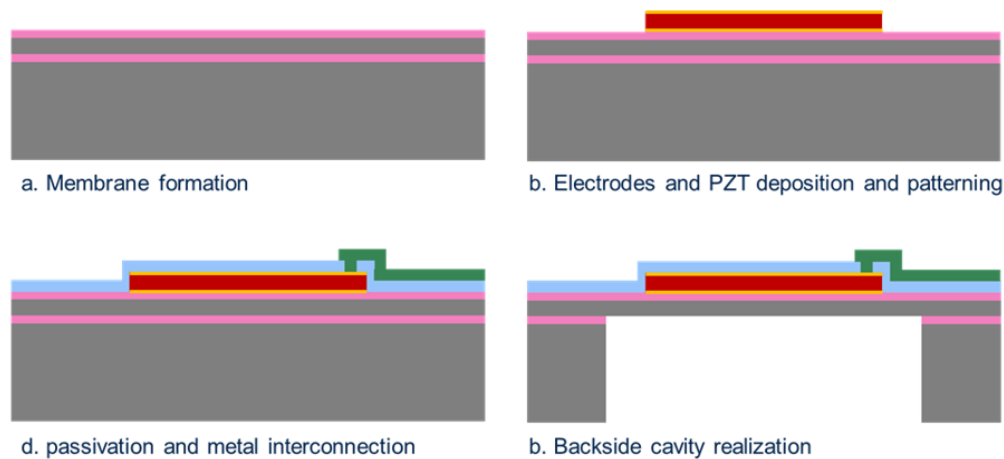 a. Membrane formation
b. Electrodes and PZT deposition and patterning
d. passivation and metal interconnection
b. Backside cavity realization